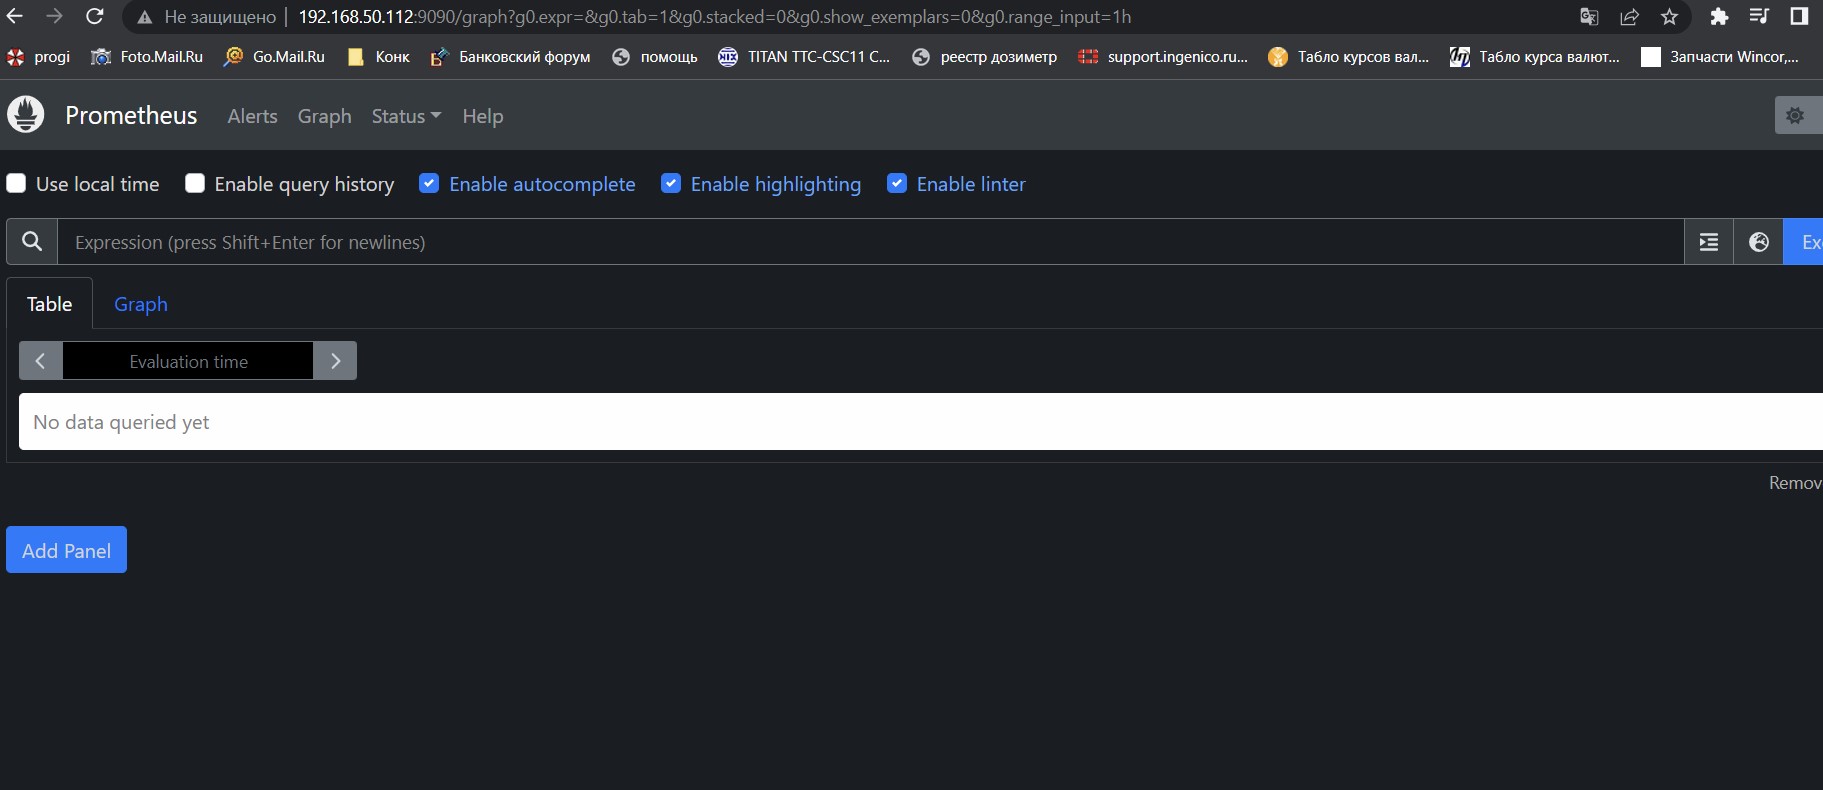 Не защищено | 192.168.50.112:9090/graph?g0.expr=&g0.tab=1&g0.stacked=0&g0.show_exemplars=0&g0.range_input=1h
progi Foto.Mail.Ru Go.Mail.Ru Конк Банковский форум помощь TITAN TTC-CSC11 C... реестр дозиметр support.ingenico.ru... Табло курсов вал... Табло курса валют... Запчасти Wincor,...
Prometheus Alerts Graph Status Help
Use local time Enable query history Enable autocomplete Enable highlighting Enable linter
Expression (press Shift+Enter for newlines) Ex
Table Graph
Evaluation time
No data queried yet
Remov
Add Panel